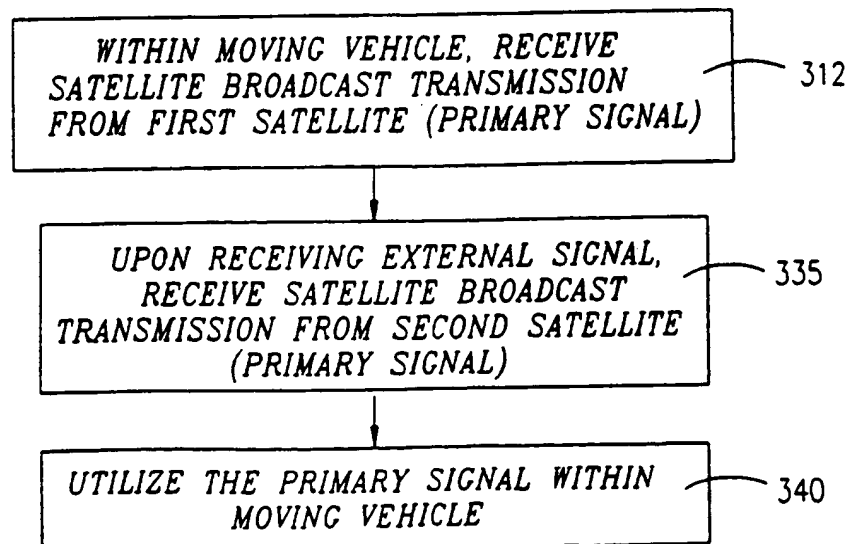 WITHIN MOVING VEHICLE, RECEIVE
SATELLITE BROADCAST TRANSMISSION
FROM FIRST SATELLITE (PRIMARY SIGNAL)
312
UPON RECEIVING EXTERNAL SIGNAL,
RECEIVE SATELLITE BROADCAST
TRANSMISSION FROM SECOND SATELLITE
(PRIMARY SIGNAL)
335
UTILIZE THE PRIMARY SIGNAL WITHIN
MOVING VEHICLE
340